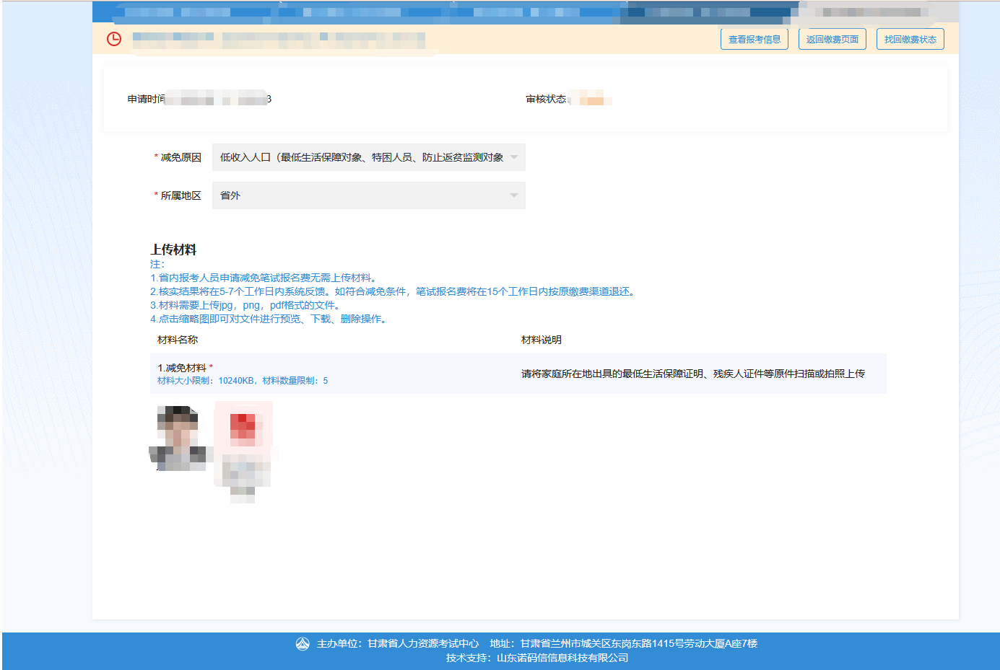 查看报考信息 返回缴费页面 找回缴费状态
申请时间 3 审核状态:
* 减免原因 低收入人口（最低生活保障对象、特困人员、防止返贫监测对象
* 所属地区 省外
上传材料
注：
1.省内报考人员申请减免笔试报名费无需上传材料。
2.核实结果将在5-7个工作日内系统反馈。如符合减免条件，笔试报名费将在15个工作日内按原缴费渠道退还。
3.材料需要上传jpg，png，pdf格式的文件。
4.点击缩略图即可对文件进行预览、下载、删除操作。
材料名称 材料说明
1.减免材料 *
材料大小限制：10240KB，材料数量限制：5
请将家庭所在地出具的最低生活保障证明、残疾人证件等原件扫描或拍照上传
主办单位：甘肃省人力资源考试中心 地址：甘肃省兰州市城关区东岗东路1415号劳动大厦A座7楼
技术支持：山东诺码信信息科技有限公司